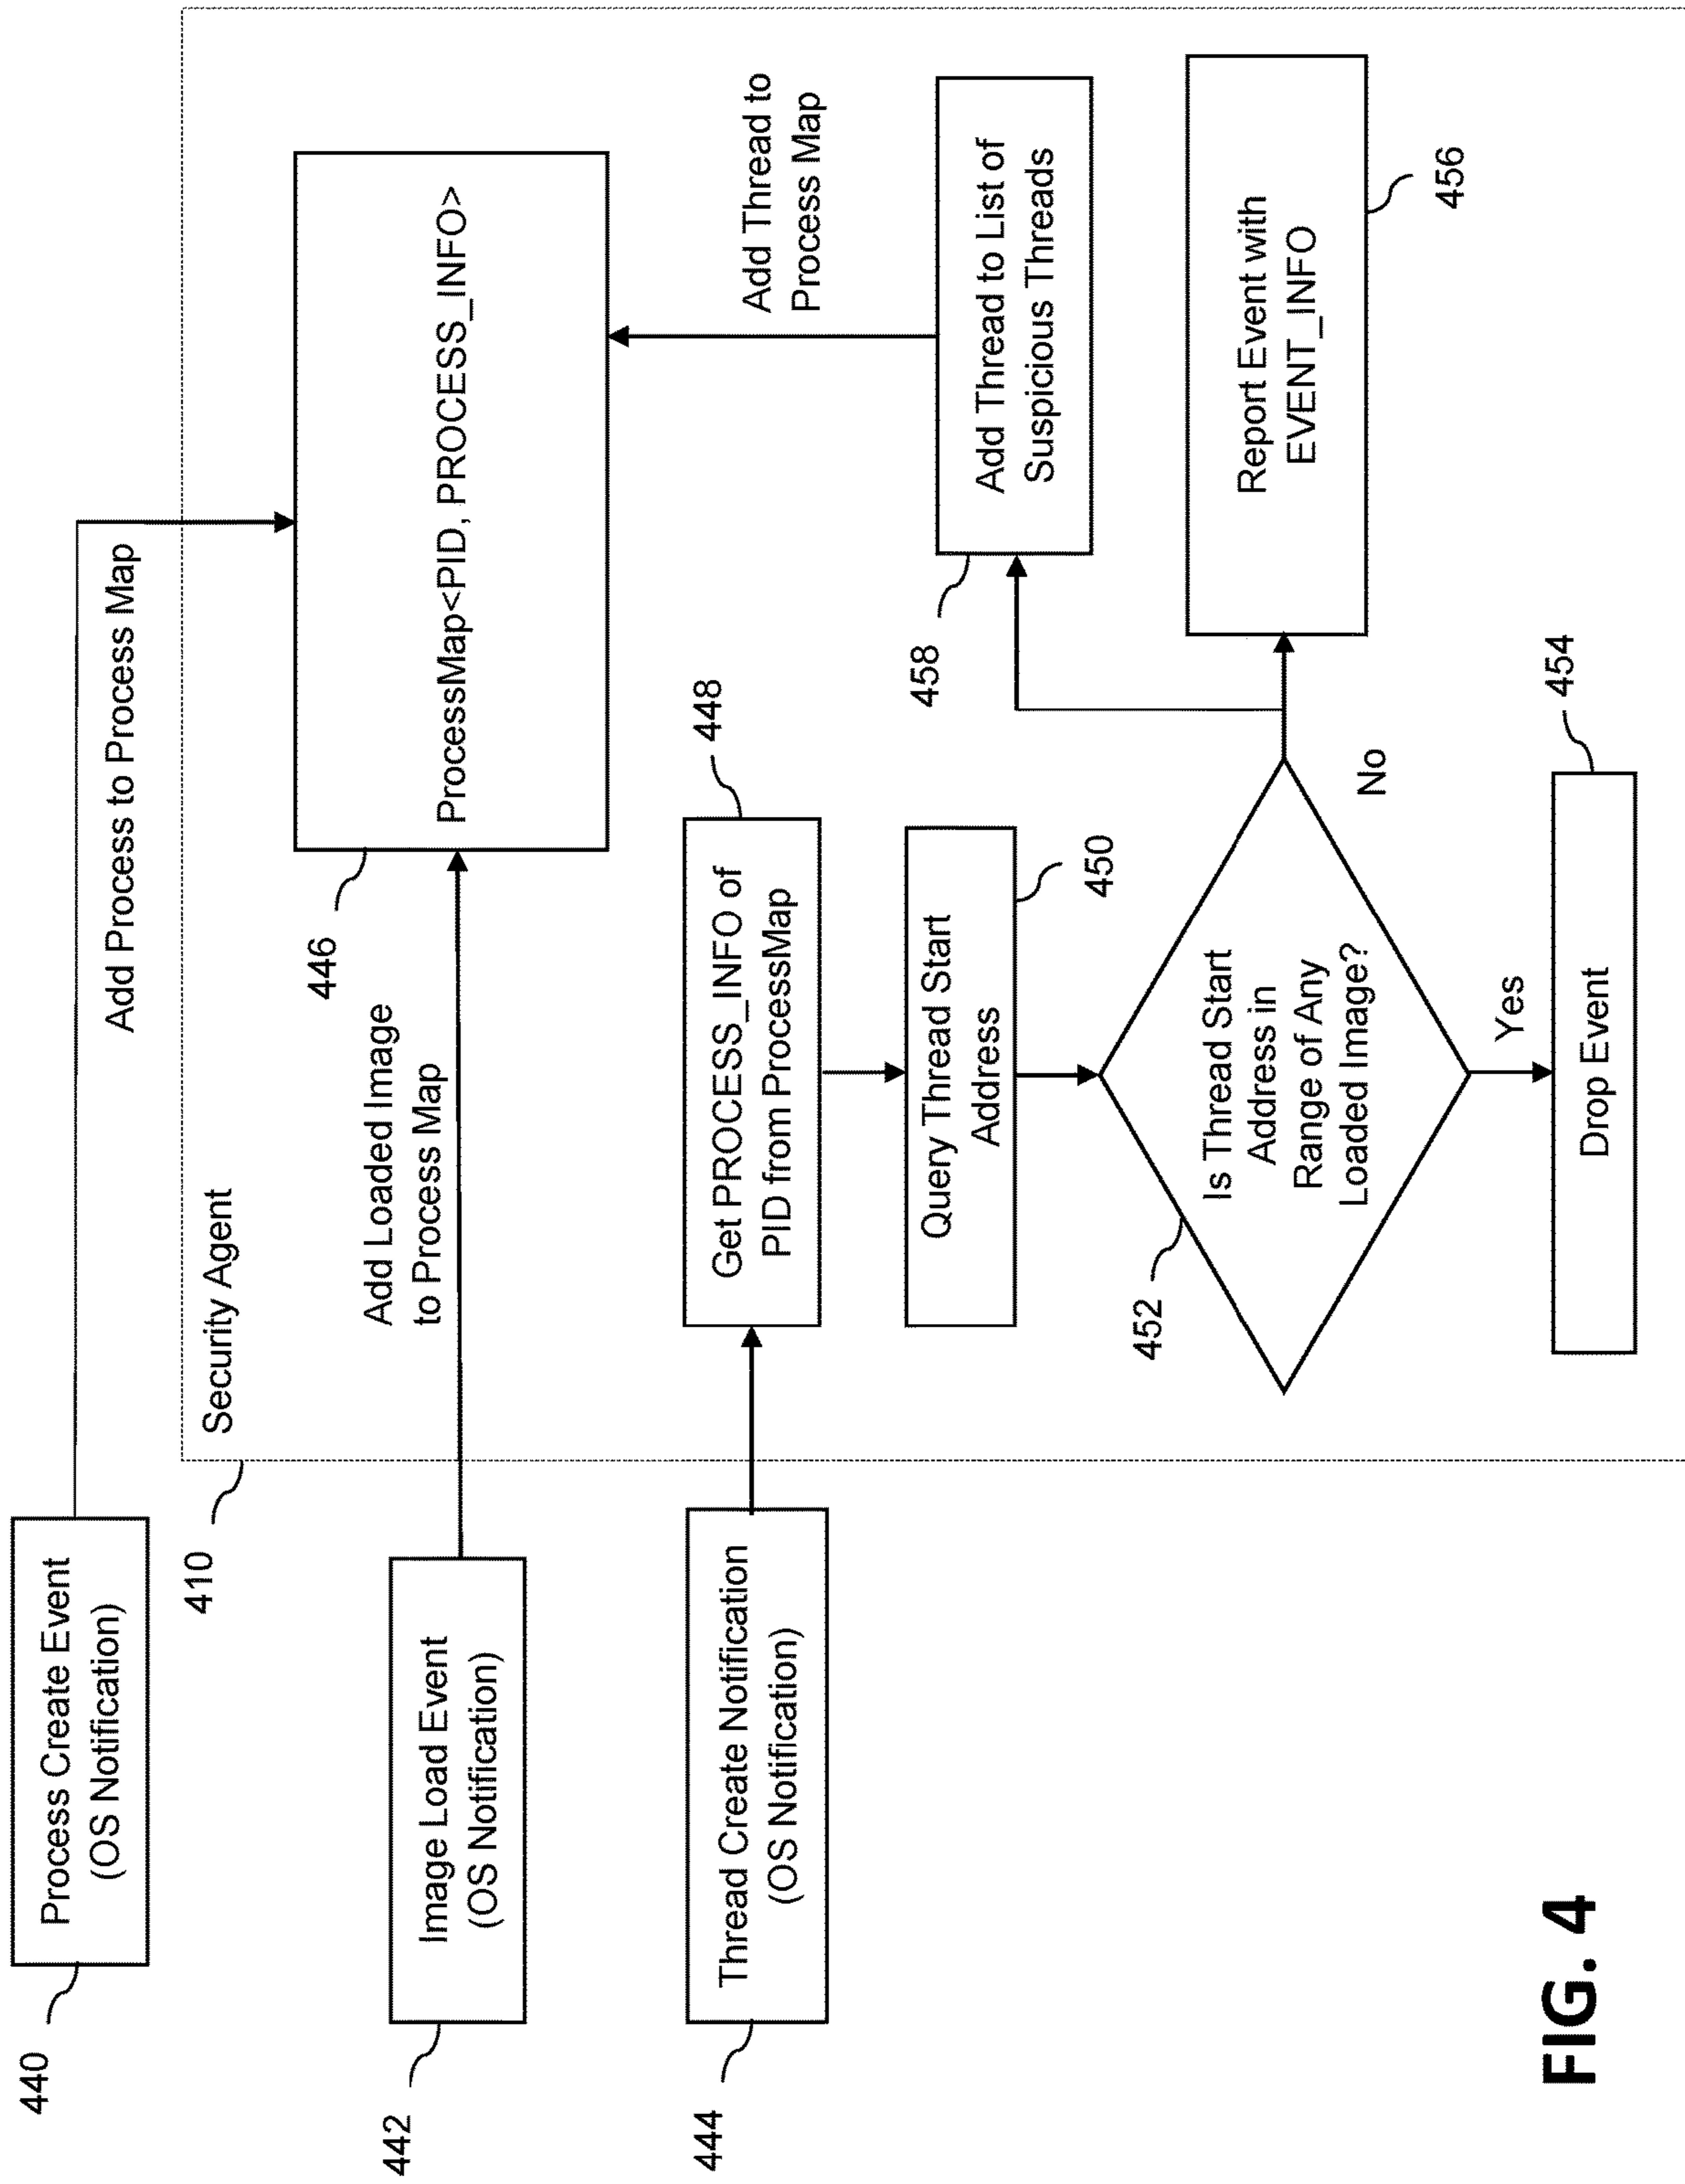 440
Process Create Event
(OS Notification)
Add Process to Process Map
410
Security Agent
442
Image Load Event
(OS Notification)
Add Loaded Image
to Process Map
446
ProcessMap<PID, PROCESS_INFO>
444
Thread Create Notification
(OS Notification)
Get PROCESS_INFO of
PID from ProcessMap
448
Add Thread to
Process Map
Query Thread Start
Address
450
458
Add Thread to List of
Suspicious Threads
452
Is Thread Start
Address in
Range of Any
Loaded Image?
No
Report Event with
EVENT_INFO
456
Yes
Drop Event
454
FIG. 4